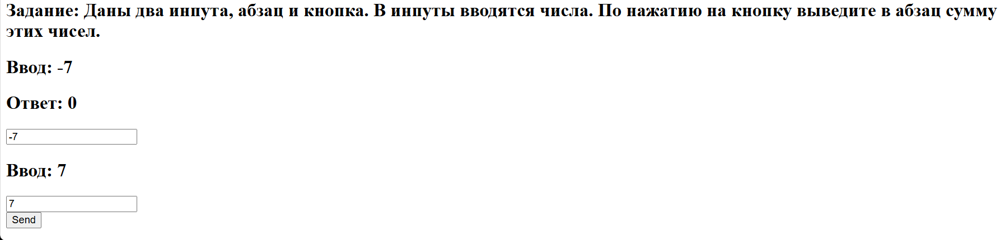 Задание: Даны два инпута, абзац и кнопка. В инпуты вводятся числа. По нажатию на кнопку выведите в абзац сумму
этих чисел.
Ввод: -7
Ответ: 0
-7
Ввод: 7
7
Send